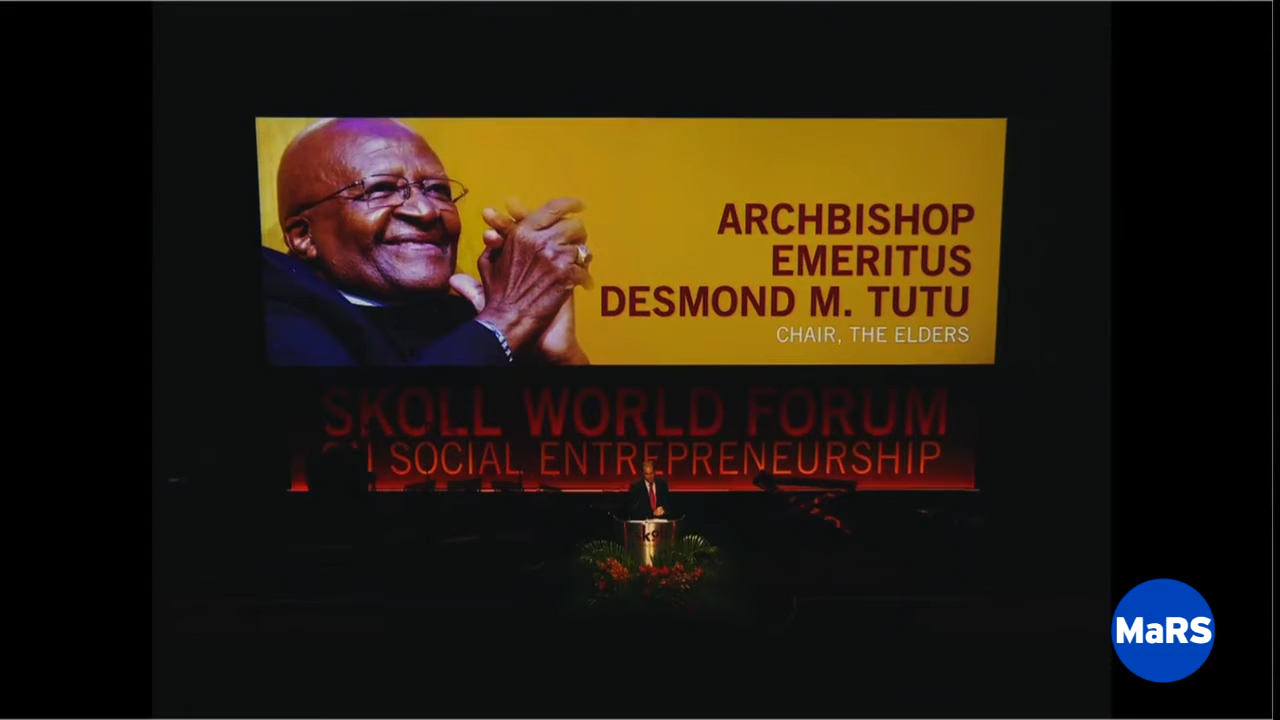 ARCHBISHOP
EMERITUS
DESMOND M. TUTU
CHAIR, THE ELDERS
SKOLL WORLD FORUM
SOCIAL ENTREPRENEURSHIP
MaRS